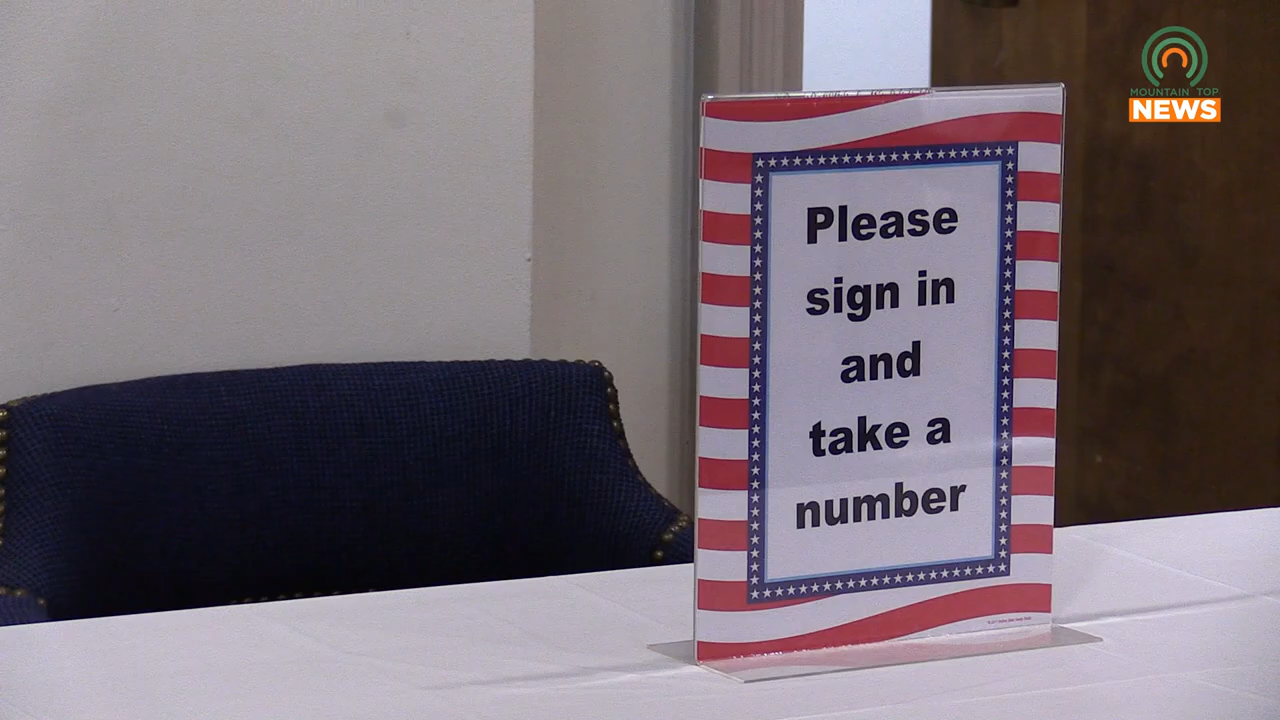 MOUNTAIN TOP
NEWS
Please
sign in
and
take a
number